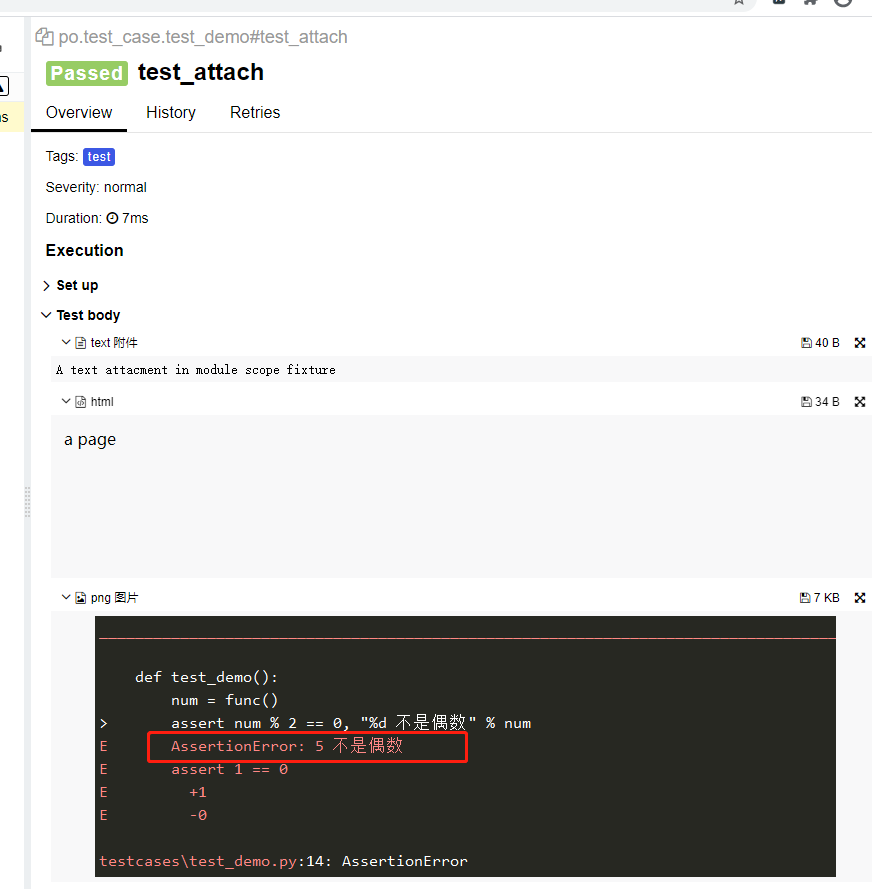 po.test_case.test_demo#test_attach
Passed test_attach
Overview History Retries
Tags: test
Severity: normal
Duration: 7ms
Execution
Set up
Test body
text 附件 40 B
A text attacment in module scope fixture
html 34 B
a page
png 图片 7 KB
def test_demo():
num = func()
> assert num % 2 == 0, "%d 不是偶数" % num
E AssertionError: 5 不是偶数
E assert 1 == 0
E +1
E -0
testcases\test_demo.py:14: AssertionError